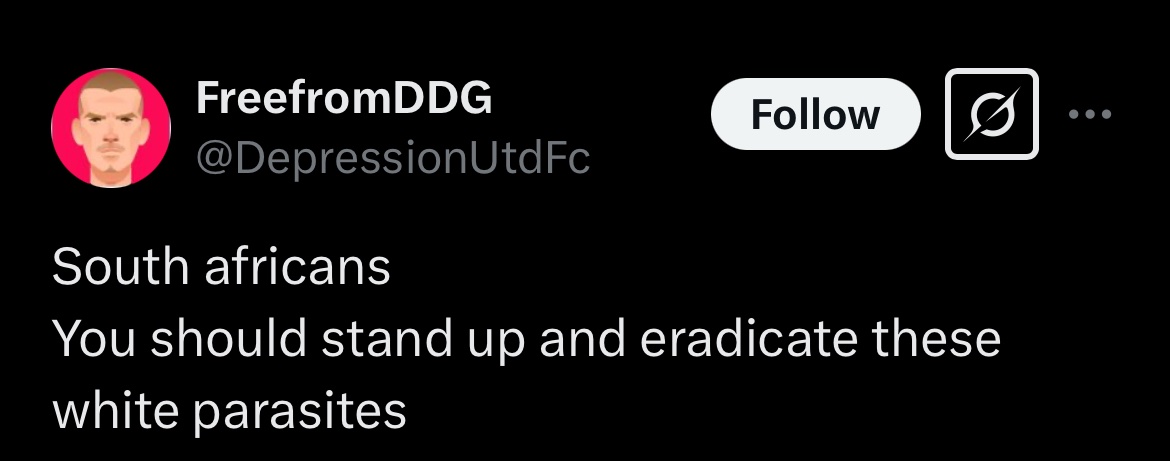 FreefromDDG
@DepressionUtdFc
Follow
South africans
You should stand up and eradicate these
white parasites